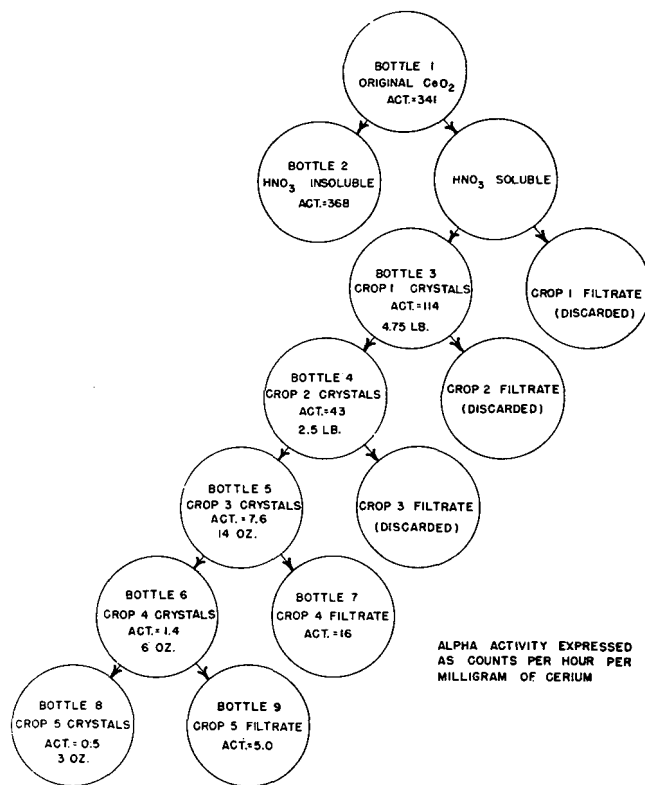 BOTTLE 1
ORIGINAL CeO2
ACT.=341
BOTTLE 2
HNO3 INSOLUBLE
ACT.=368
HNO3 SOLUBLE
BOTTLE 3
CROP 1 CRYSTALS
ACT=114
4.75 LB.
CROP 1 FILTRATE
(DISCARDED)
BOTTLE 4
CROP 2 CRYSTALS
ACT.=43
2.5 LB.
CROP 2 FILTRATE
(DISCARDED)
BOTTLE 5
CROP 3 CRYSTALS
ACT. = 7.6
14 OZ.
CROP 3 FILTRATE
(DISCARDED)
BOTTLE 6
CROP 4 CRYSTALS
ACT.= 1.4
6 OZ.
BOTTLE 7
CROP 4 FILTRATE
ACT. = 16
BOTTLE 8
CROP 5 CRYSTALS
ACT.= 0.5
3 OZ.
BOTTLE 9
CROP 5 FILTRATE
ACT.= 5.0
ALPHA ACTIVITY EXPRESSED
AS COUNTS PER HOUR PER
MILLIGRAM OF CERIUM